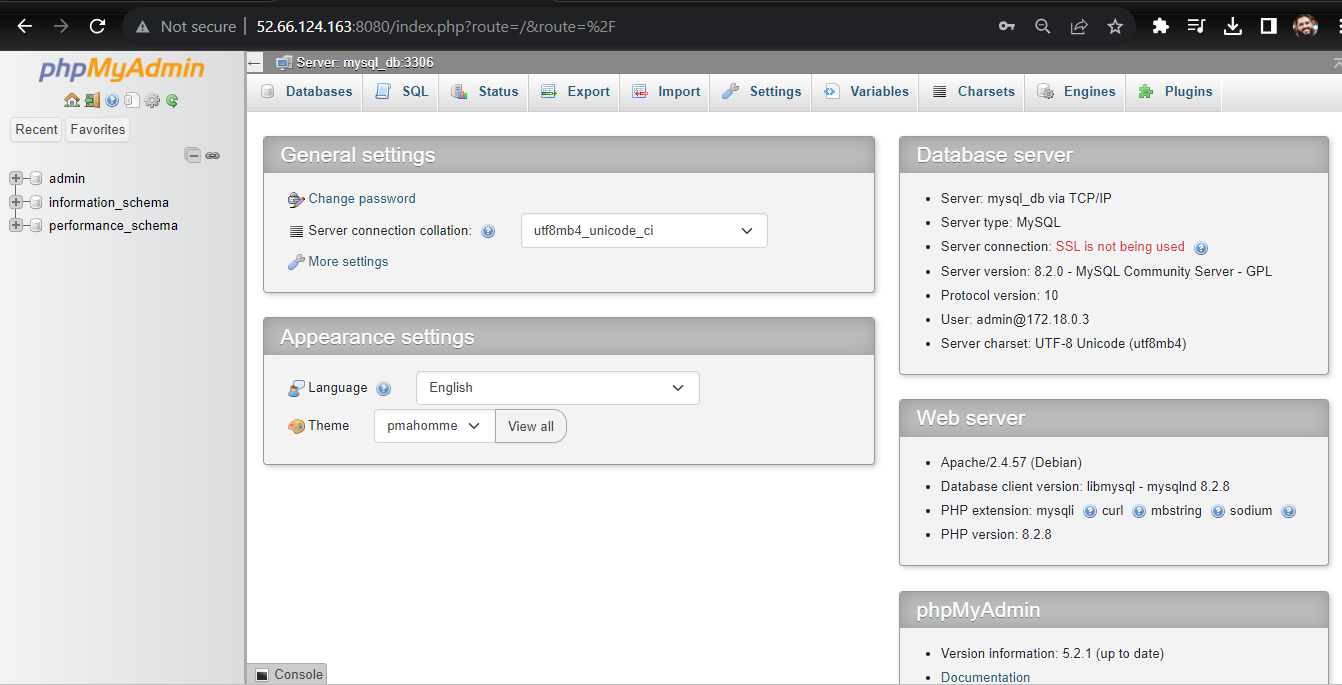 Not secure
52.66.124.163:8080/index.php?route=/&route=%2F
phpMyAdmin
Recent
Favorites
admin
information_schema
performance_schema
Server: mysql_db:3306
Databases
SQL
Status
Export
Import
Settings
Variables
Charsets
Engines
Plugins
General settings
Change password
Server connection collation:
utf8mb4_unicode_ci
More settings
Appearance settings
Language
English
Theme
pmahomme
View all
Database server
Server: mysql_db via TCP/IP
Server type: MySQL
Server connection: SSL is not being used
Server version: 8.2.0 - MySQL Community Server - GPL
Protocol version: 10
User: admin@172.18.0.3
Server charset: UTF-8 Unicode (utf8mb4)
Web server
Apache/2.4.57 (Debian)
Database client version: libmysql - mysqlnd 8.2.8
PHP extension: mysqli curl mbstring sodium
PHP version: 8.2.8
phpMyAdmin
Version information: 5.2.1 (up to date)
Documentation
Console